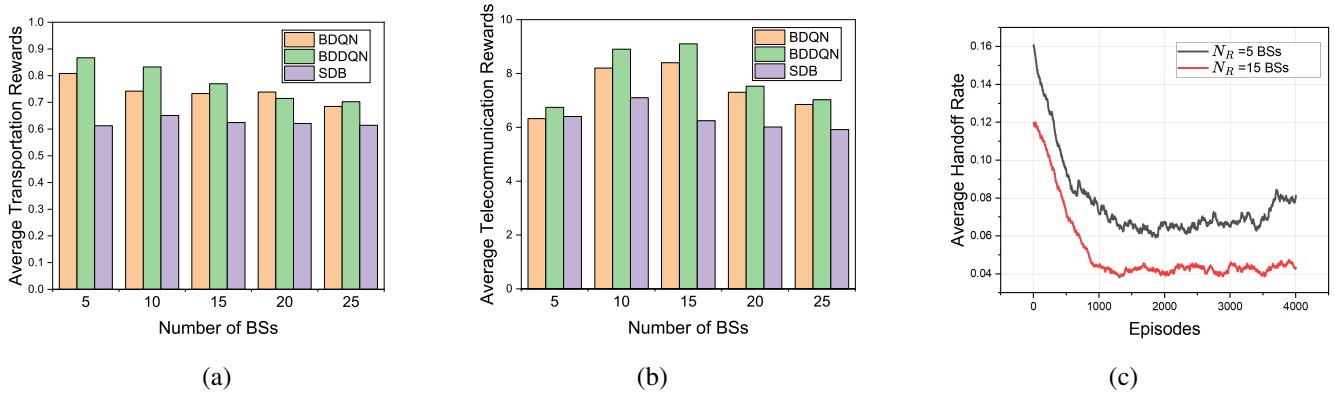 Average Transportation Rewards
1.0
0.9
0.8
0.7
0.6
0.5
0.4
0.3
0.2
0.1
0.0
BDQN
BDDQN
SDB
5 10 15 20 25
Number of BSs
(a)
Average Telecommunication Rewards
10
8
6
4
2
0
BDQN
BDDQN
SDB
5 10 15 20 25
Number of BSs
(b)
Average Handoff Rate
0.16
0.14
0.12
0.10
0.08
0.06
0.04
N_R =5 BSs
N_R =15 BSs
0 1000 2000 3000 4000
Episodes
(c)